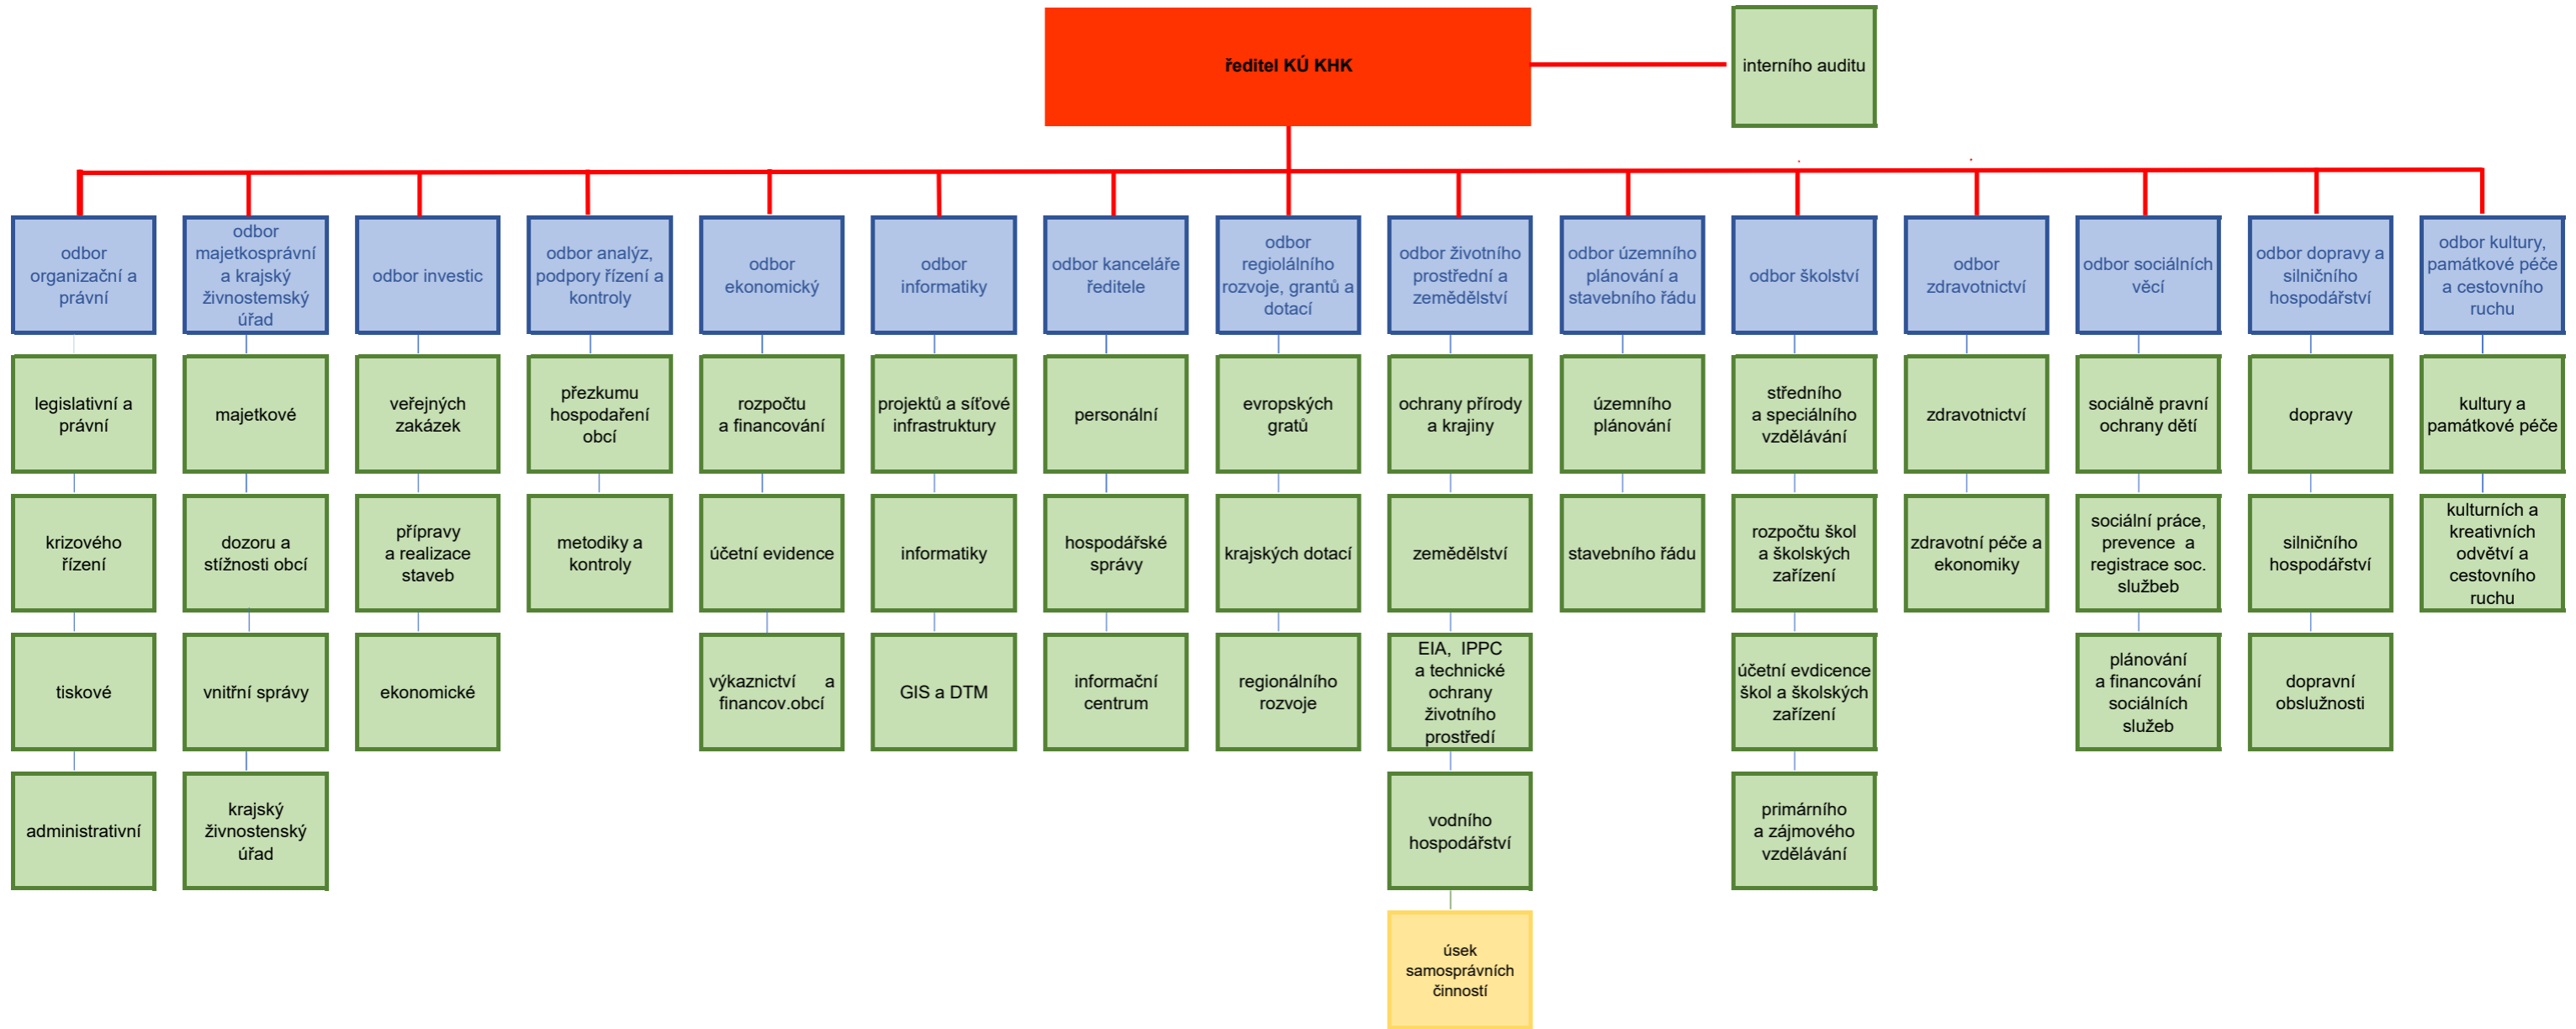 ředitel KÚ KHK
interního auditu
odbor
organizační a
právní
odbor
majetkosprávní
a krajský
živnostemský
úřad
odbor investic
odbor analýz,
podpory řízení a
kontroly
odbor
ekonomický
odbor
informatiky
odbor kanceláře
ředitele
odbor
regiolálního
rozvoje, grantů a
dotací
odbor životního
prostřední a
zemědělství
odbor územního
plánování a
stavebního řádu
odbor školství
odbor
zdravotnictví
odbor sociálních
věcí
odbor dopravy a
silničního
hospodářství
odbor kultury,
památkové péče
a cestovního
ruchu
legislativní a
právní
majetkové
veřejných
zakázek
přezkumu
hospodaření
obcí
rozpočtu
a financování
projektů a síťové
infrastruktury
personální
evropských
gratů
ochrany přírody
a krajiny
územního
plánování
středního
a speciálního
vzdělávání
zdravotnictví
sociálně pravní
ochrany dětí
dopravy
kultury a
památkové péče
krizového
řízení
dozoru a
stížnosti obcí
přípravy
a realizace
staveb
metodiky a
kontroly
účetní evidence
informatiky
hospodářské
správy
krajských dotací
zemědělství
stavebního řádu
rozpočtu škol
a školských
zařízení
zdravotní péče a
ekonomiky
sociální práce,
prevence a
registrace soc.
službeb
silničního
hospodářství
kulturních a
kreativních
odvětví a
cestovního
ruchu
tiskové
vnitřní správy
ekonomické
výkaznictví a
financov.obcí
GIS a DTM
informační
centrum
regionálního
rozvoje
EIA, IPPC
a technické
ochrany
životního
prostředí
účetní evdicence
škol a školských
zařízení
plánování
a financování
sociálních
služeb
dopravní
obslužnosti
administrativní
krajský
živnostenský
úřad
vodního
hospodářství
primárního
a zájmového
vzdělávání
úsek
samosprávních
činností